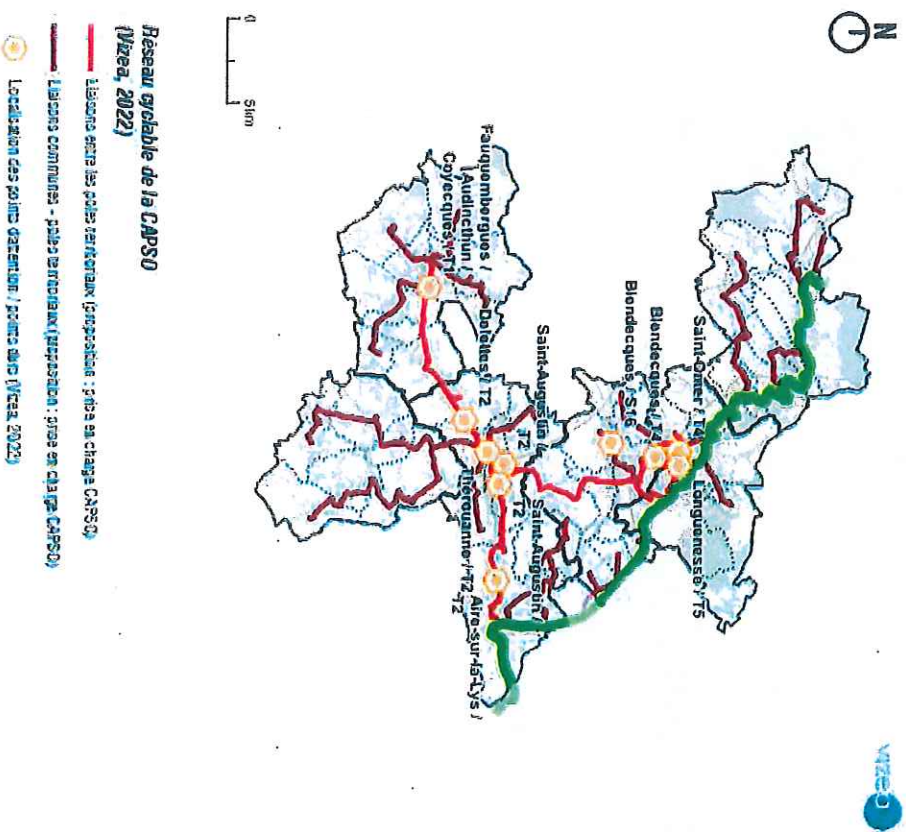 N
vizea
Saint-Omer / T4
Longuenesse / T5
Blendecques / T4
Blendecques / S16
Saint-Augustin /
T2
Saint-Augustin /
T2
Fauquembergues /
Audincthun /
Coyecques / T1
Delettes / T2
Thérouanne / T2
Aire-sur-la-Lys /
T2
0
5km
Réseau cyclable de la CAPSO
(Vizea, 2022)
Liaisons entre les pôles territoriaux (proposition : prise en charge CAPSO)
Liaisons communes - pôles territoriaux (proposition : prise en charge CAPSO)
Localisation des points d'attention / points durs (Vizea, 2022)